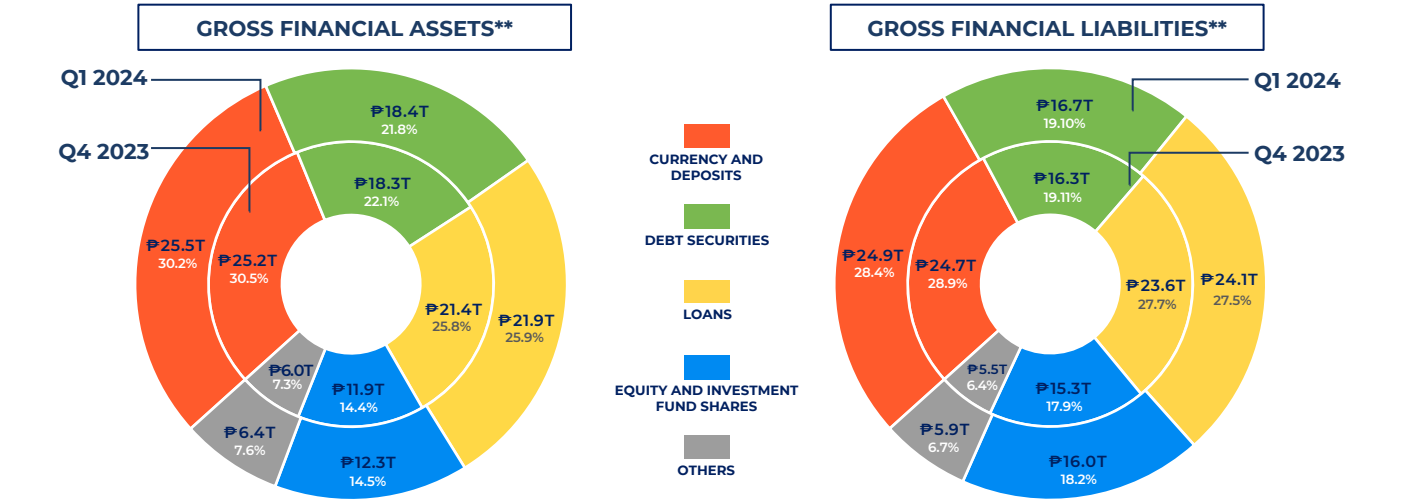 GROSS FINANCIAL ASSETS**
Q1 2024
Q4 2023
₱18.4T
21.8%
₱18.3T
22.1%
₱25.5T
30.2%
₱25.2T
30.5%
₱21.4T
25.8%
₱21.9T
25.9%
₱6.0T
7.3%
₱11.9T
14.4%
₱6.4T
7.6%
₱12.3T
14.5%
CURRENCY AND
DEPOSITS
DEBT SECURITIES
LOANS
EQUITY AND INVESTMENT
FUND SHARES
OTHERS
GROSS FINANCIAL LIABILITIES**
Q1 2024
Q4 2023
₱16.7T
19.10%
₱16.3T
19.11%
₱24.9T
28.4%
₱24.7T
28.9%
₱23.6T
27.7%
₱24.1T
27.5%
₱5.5T
6.4%
₱15.3T
17.9%
₱5.9T
6.7%
₱16.0T
18.2%